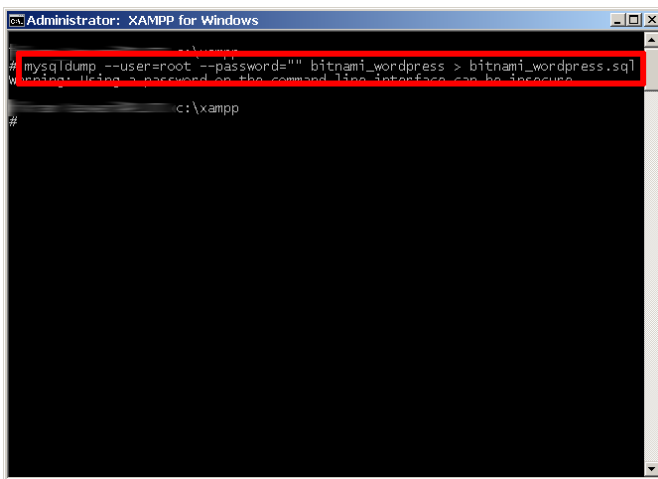 Administrator: XAMPP for Windows
c:\xampp
# mysqldump --user=root --password="" bitnami_wordpress > bitnami_wordpress.sql
Warning: Using a password on the command line interface can be insecure.
c:\xampp
#